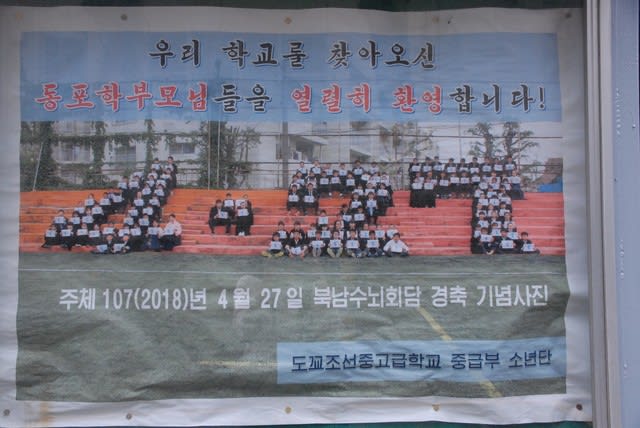 우리 학교를 찾아오신
동포학부모님들을 열렬히 환영합니다!
주체 107(2018)년 4월 27일 북남수뇌회담 경축 기념사진
도꾜조선중고급학교 중급부 소년단